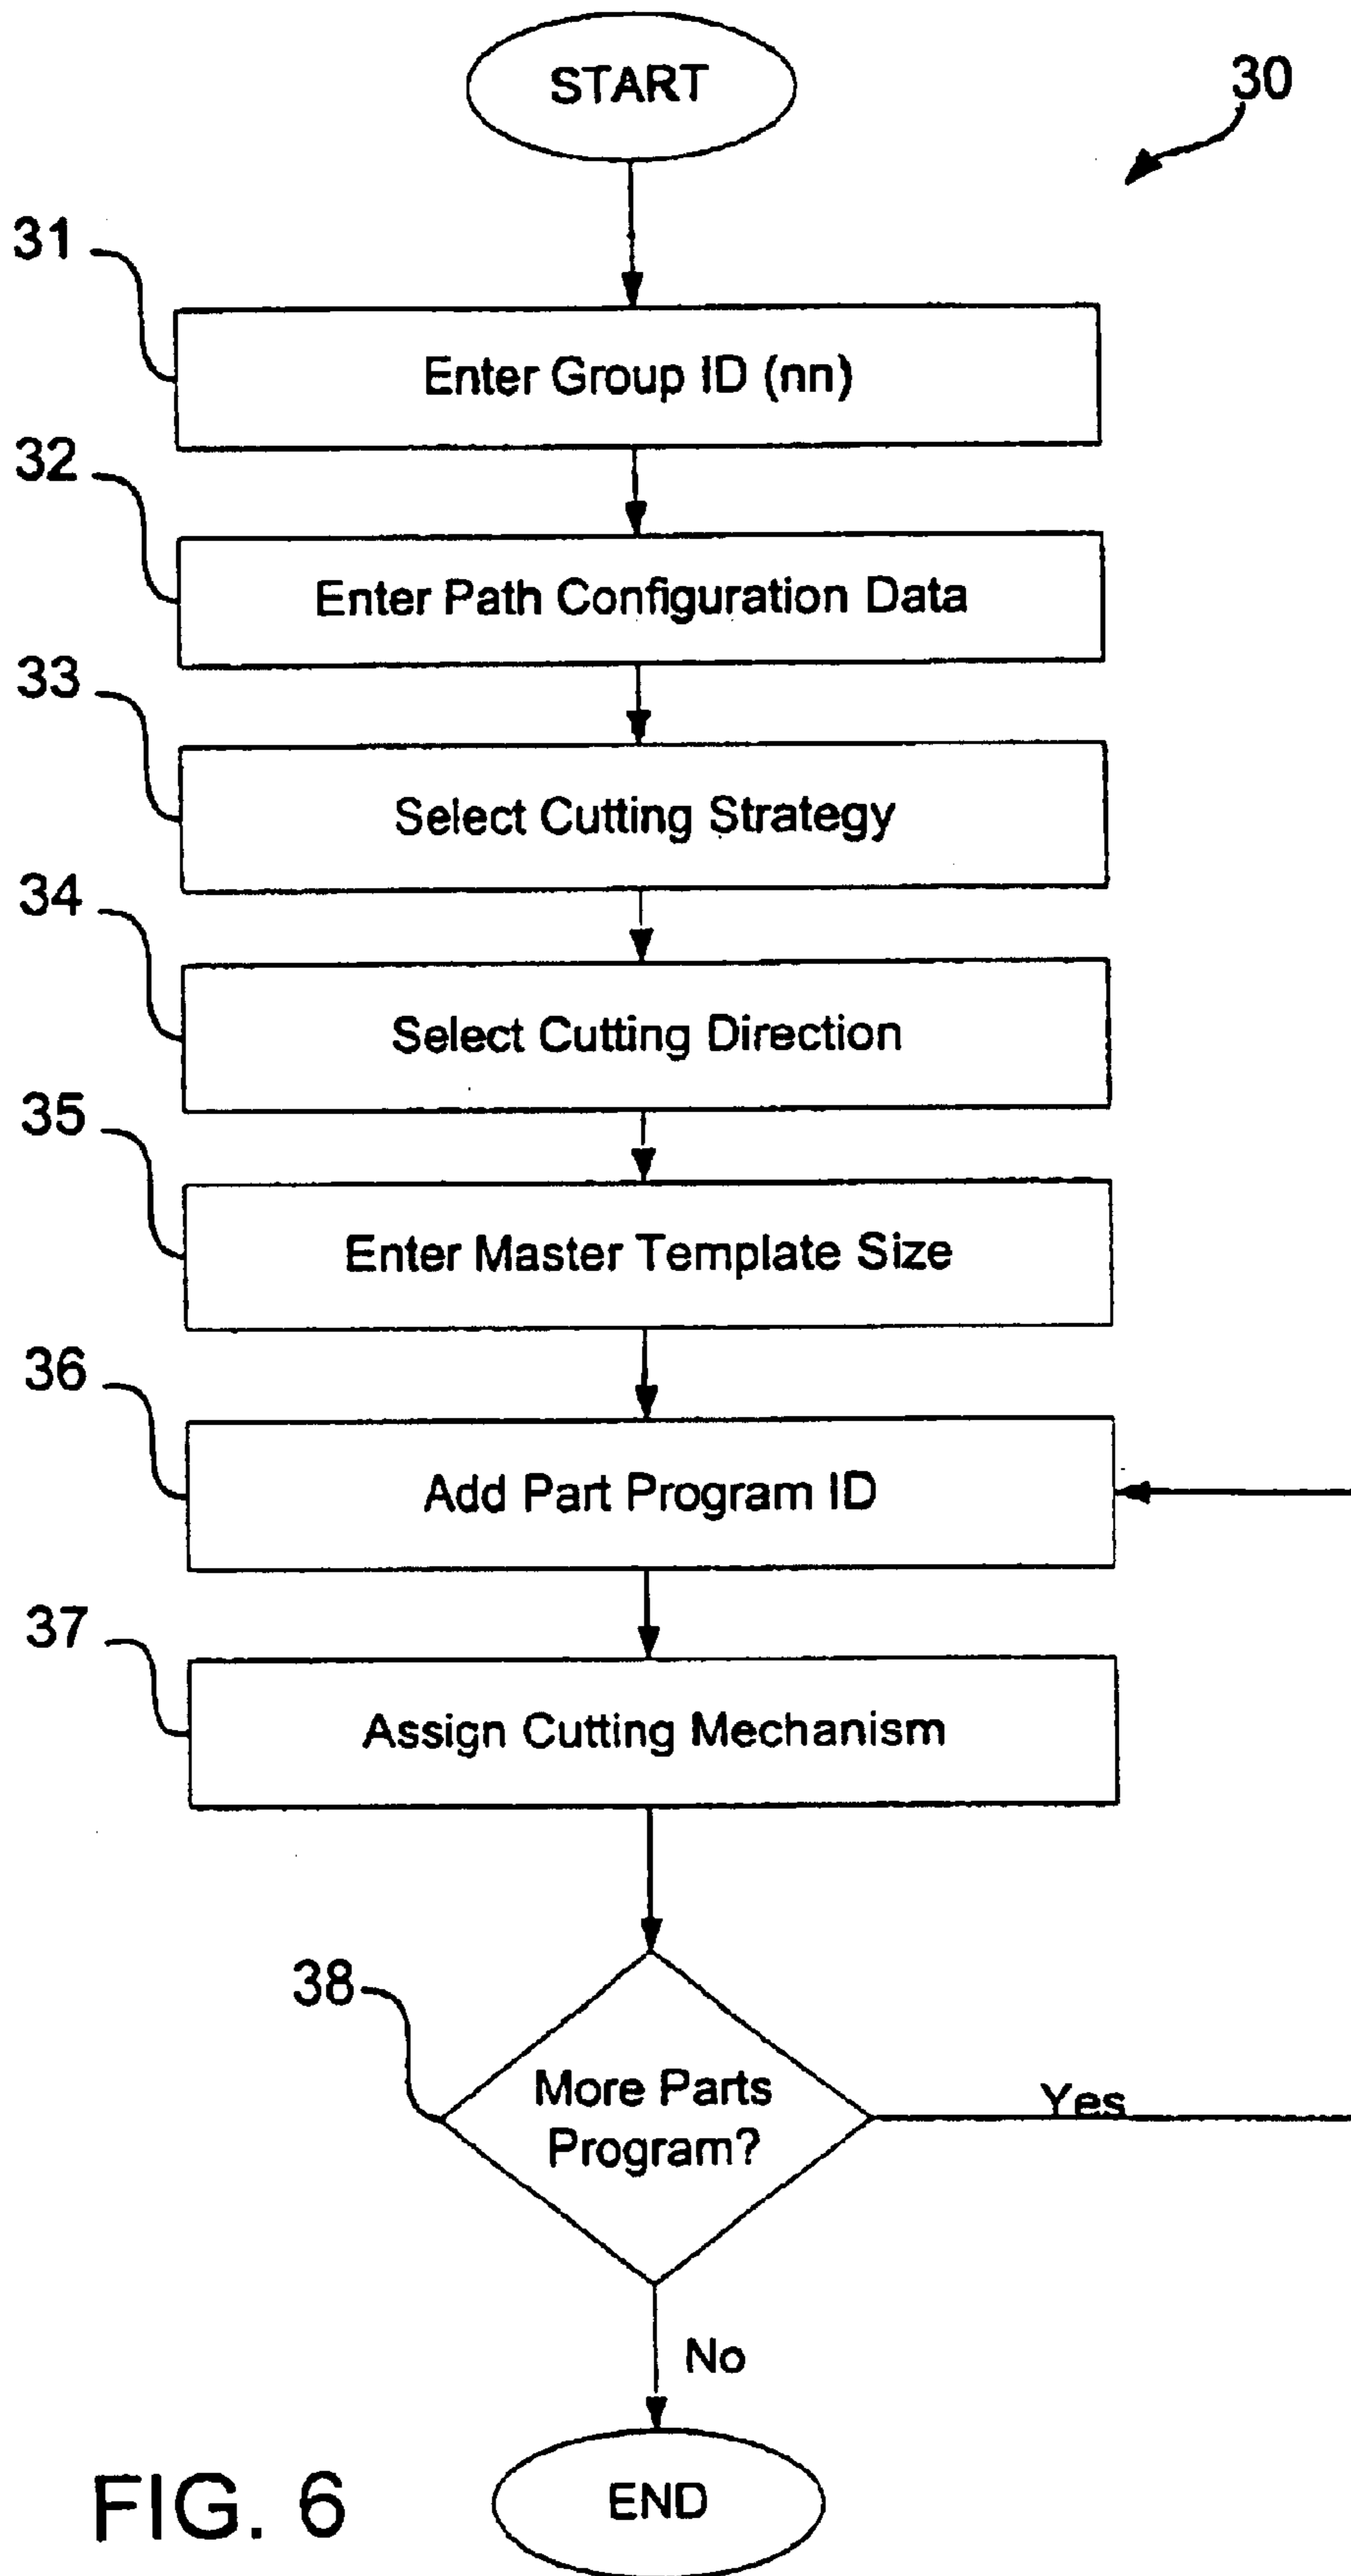 START
30
31
Enter Group ID (nn)
32
Enter Path Configuration Data
33
Select Cutting Strategy
34
Select Cutting Direction
35
Enter Master Template Size
36
Add Part Program ID
37
Assign Cutting Mechanism
38
More Parts
Program?
Yes
No
END
FIG. 6